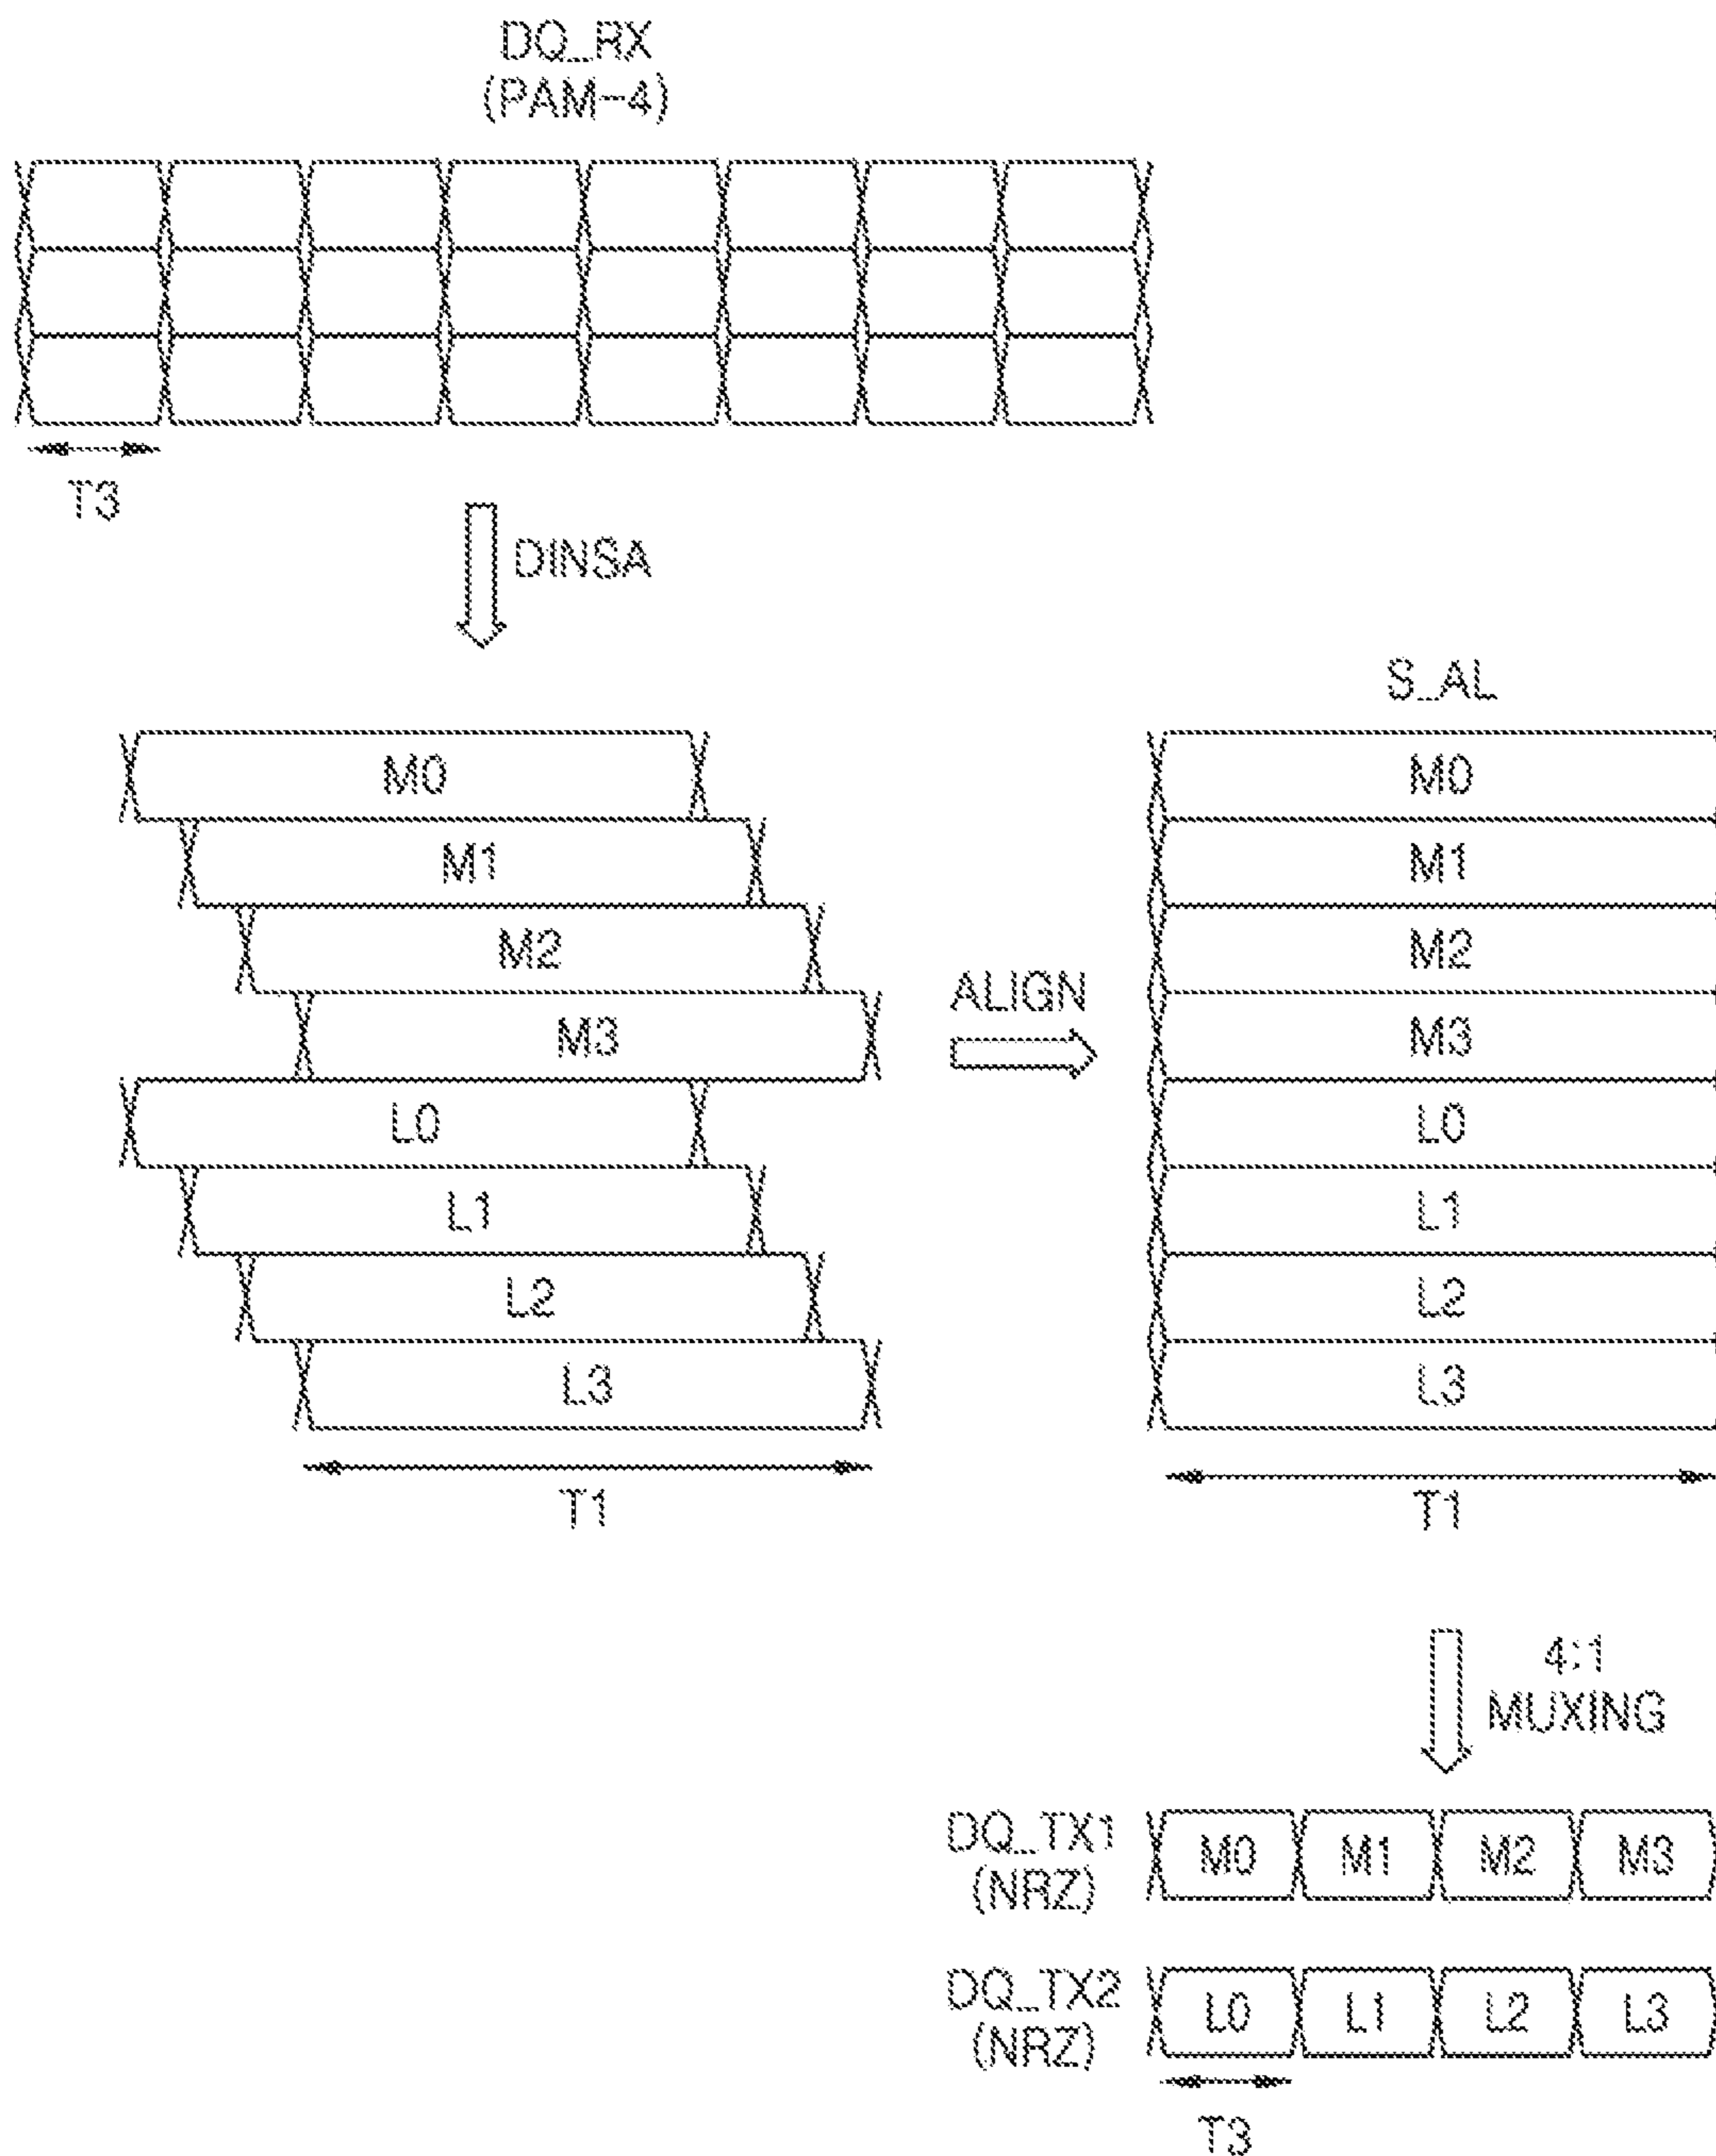 DQ_RX
(PAM-4)
T3
DINSA
S_AL
M0
M1
M2
M3
L0
L1
L2
L3
T1
ALIGN
M0
M1
M2
M3
L0
L1
L2
L3
T1
4:1
MUXING
DQ_TX1
(NRZ)
M0 M1 M2 M3
DQ_TX2
(NRZ)
L0 L1 L2 L3
T3